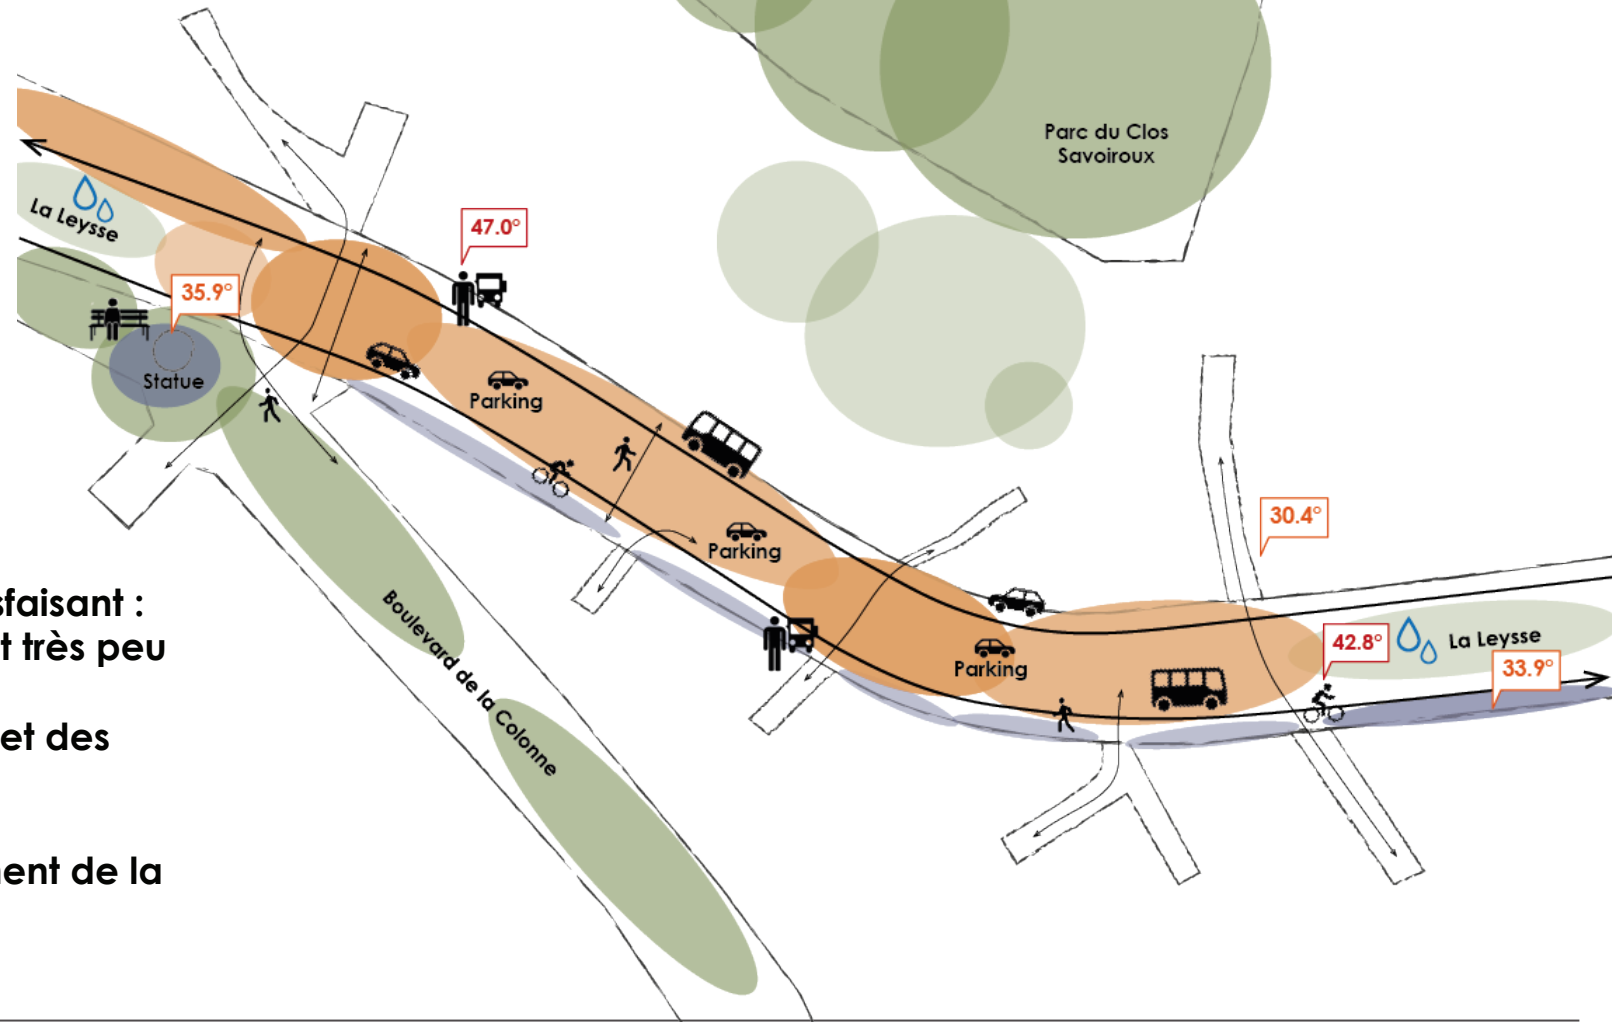 Parc du Clos
Savoiroux
La Leysse
47.0°
35.9°
Statue
Parking
Parking
30.4°
Boulevard de la Colonne
Parking
42.8°
La Leysse
33.9°
sfaisant :
t très peu
et des
ent de la